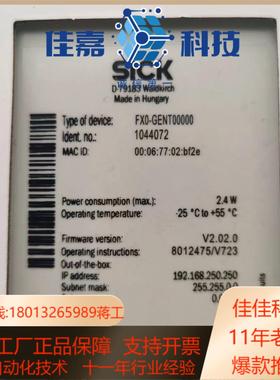 佳嘉 科技
SICK
D-79183 Waldkirch
Made in Hungary
Type of device: FX0-GENT00000
Ident. no.: 1044072
MAC ID: 00:06:77:02:bf2e
Power consumption (max.): 2.4 W
Operating temperature: -25 °C to +55 °C
Firmware version: V2.02.0
Operating instructions: 8012475/V723
Out-of-the-box:
IP address: 192.168.250.250
Subnet mask: 255.255.0.0
线:18013265989蒋工
佳佳科
工厂正品保障 支持开票
11年老
自动化技术 十一年行业经验
爆款推